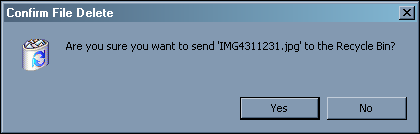 Confirm File Delete
Are you sure you want to send 'IMG4311231.jpg' to the Recycle Bin?
Yes
No